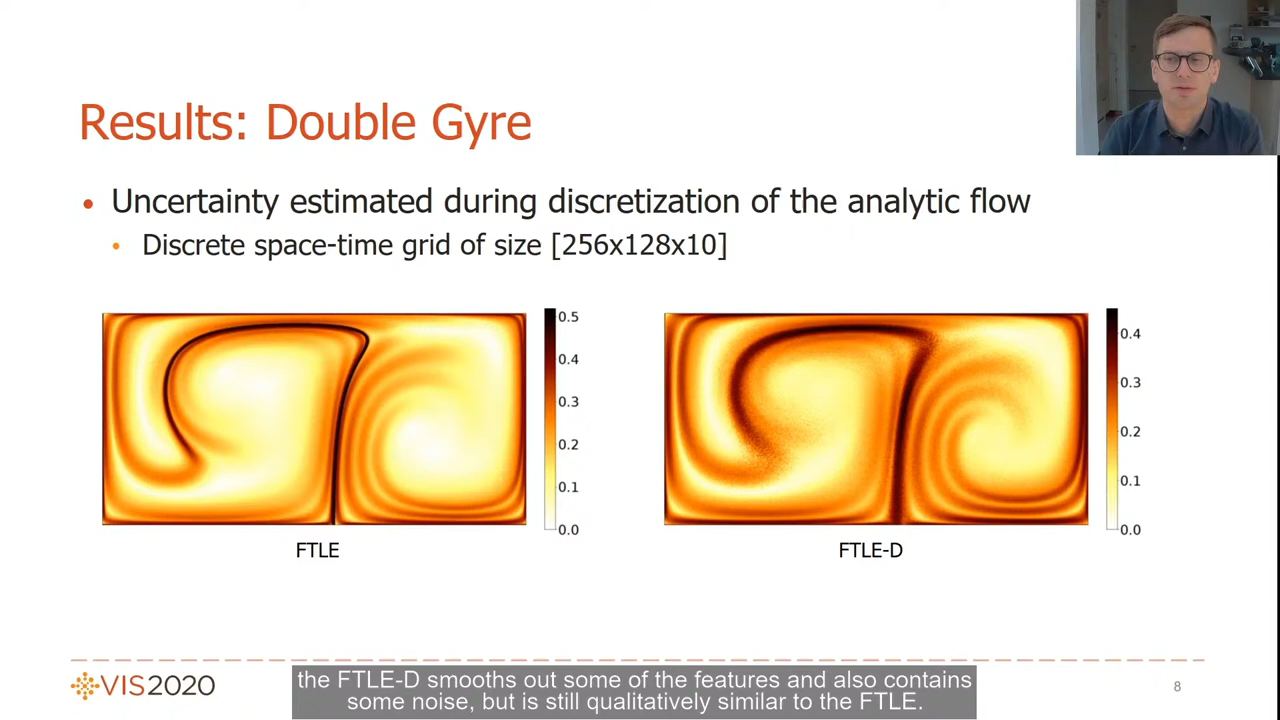 Results: Double Gyre
• Uncertainty estimated during discretization of the analytic flow
• Discrete space-time grid of size [256x128x10]
0.5
0.4
0.3
0.2
0.1
0.0
FTLE
0.4
0.3
0.2
0.1
0.0
FTLE-D
VIS2020
the FTLE-D smooths out some of the features and also contains
some noise, but is still qualitatively similar to the FTLE.
8